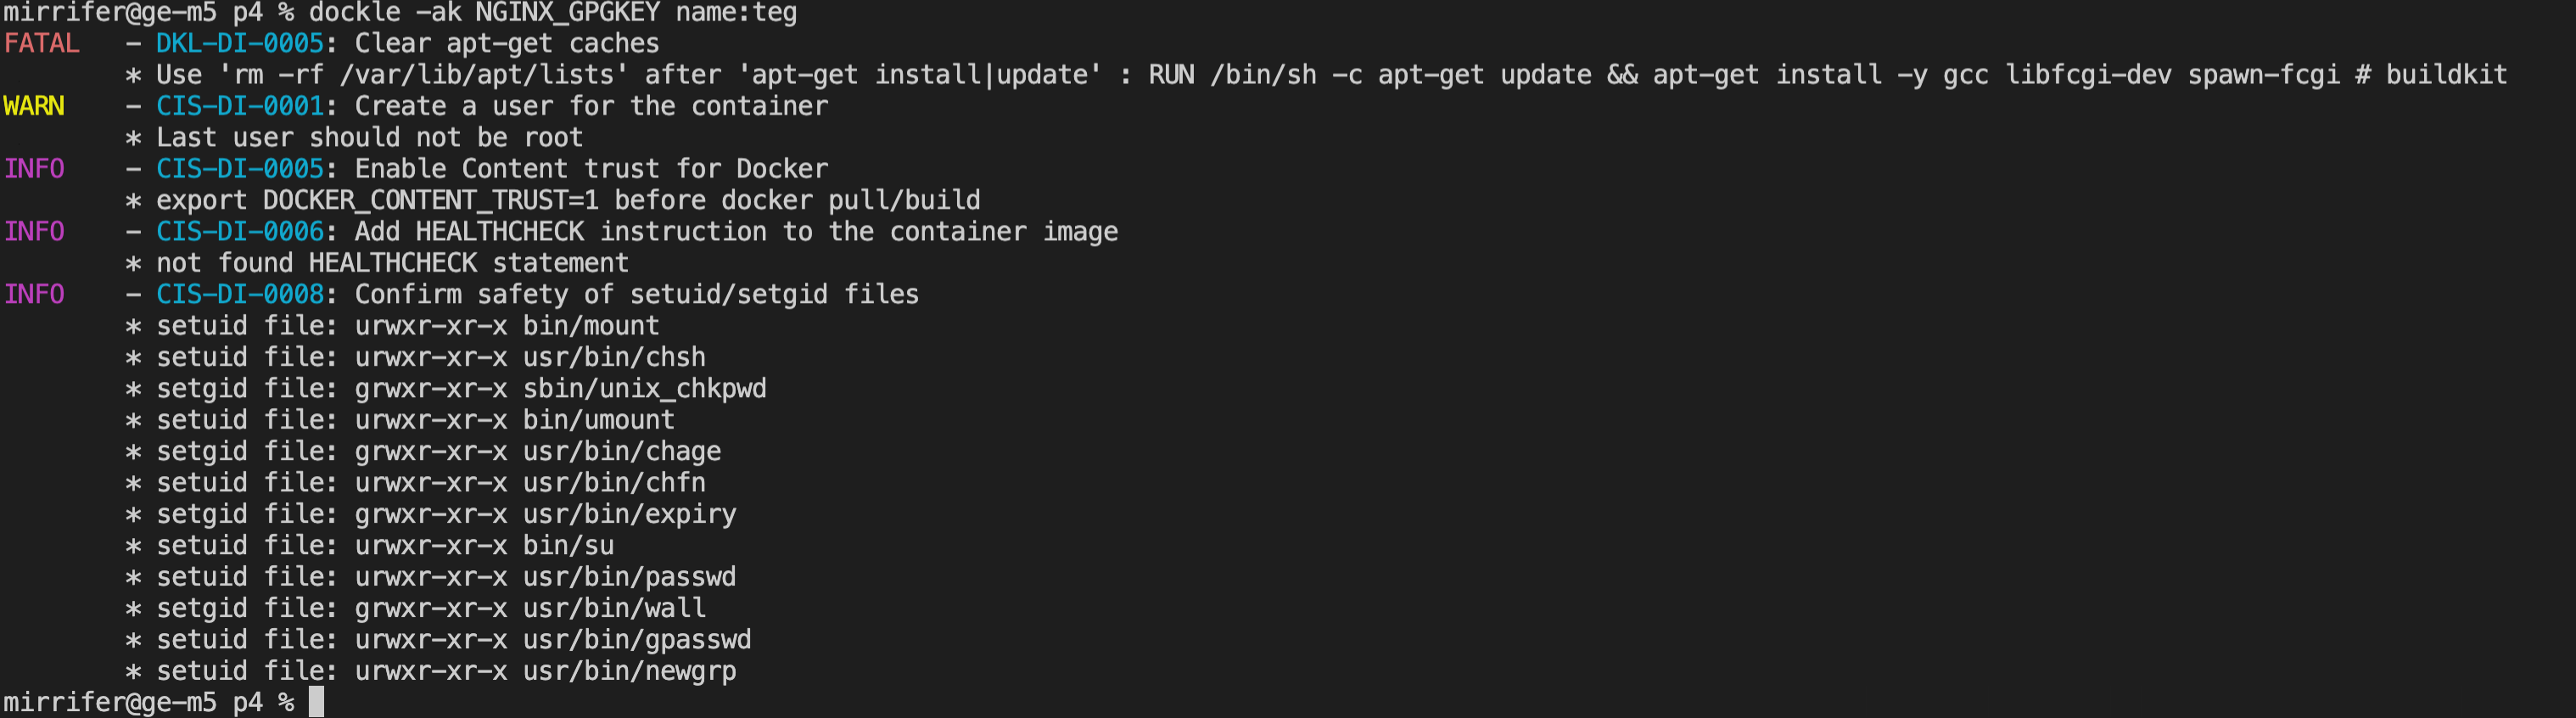 mirrifer@ge-m5 p4 % dockle -ak NGINX_GPGKEY name:teg
FATAL - DKL-DI-0005: Clear apt-get caches
* Use 'rm -rf /var/lib/apt/lists' after 'apt-get install|update' : RUN /bin/sh -c apt-get update && apt-get install -y gcc libfcgi-dev spawn-fcgi # buildkit
WARN - CIS-DI-0001: Create a user for the container
* Last user should not be root
INFO - CIS-DI-0005: Enable Content trust for Docker
* export DOCKER_CONTENT_TRUST=1 before docker pull/build
INFO - CIS-DI-0006: Add HEALTHCHECK instruction to the container image
* not found HEALTHCHECK statement
INFO - CIS-DI-0008: Confirm safety of setuid/setgid files
* setuid file: urwxr-xr-x bin/mount
* setuid file: urwxr-xr-x usr/bin/chsh
* setgid file: grwxr-xr-x sbin/unix_chkpwd
* setuid file: urwxr-xr-x bin/umount
* setgid file: grwxr-xr-x usr/bin/chage
* setuid file: urwxr-xr-x usr/bin/chfn
* setgid file: grwxr-xr-x usr/bin/expiry
* setuid file: urwxr-xr-x bin/su
* setuid file: urwxr-xr-x usr/bin/passwd
* setgid file: grwxr-xr-x usr/bin/wall
* setuid file: urwxr-xr-x usr/bin/gpasswd
* setuid file: urwxr-xr-x usr/bin/newgrp
mirrifer@ge-m5 p4 %